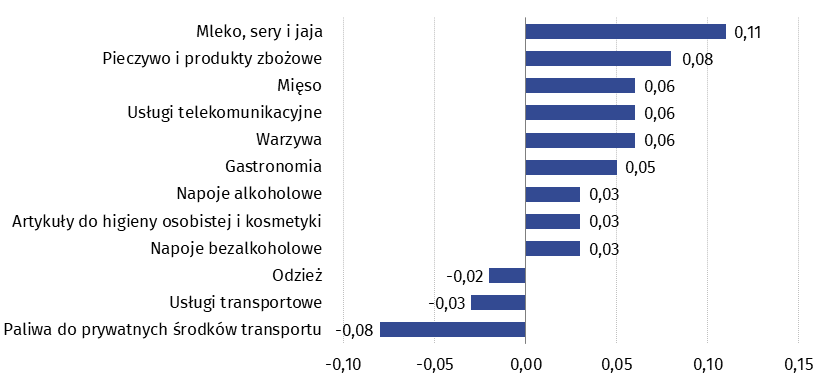 Mleko, sery i jaja 0,11
Pieczywo i produkty zbożowe 0,08
Mięso 0,06
Usługi telekomunikacyjne 0,06
Warzywa 0,06
Gastronomia 0,05
Napoje alkoholowe 0,03
Artykuły do higieny osobistej i kosmetyki 0,03
Napoje bezalkoholowe 0,03
Odzież -0,02
Usługi transportowe -0,03
Paliwa do prywatnych środków transportu -0,08
-0,10 -0,05 0,00 0,05 0,10 0,15